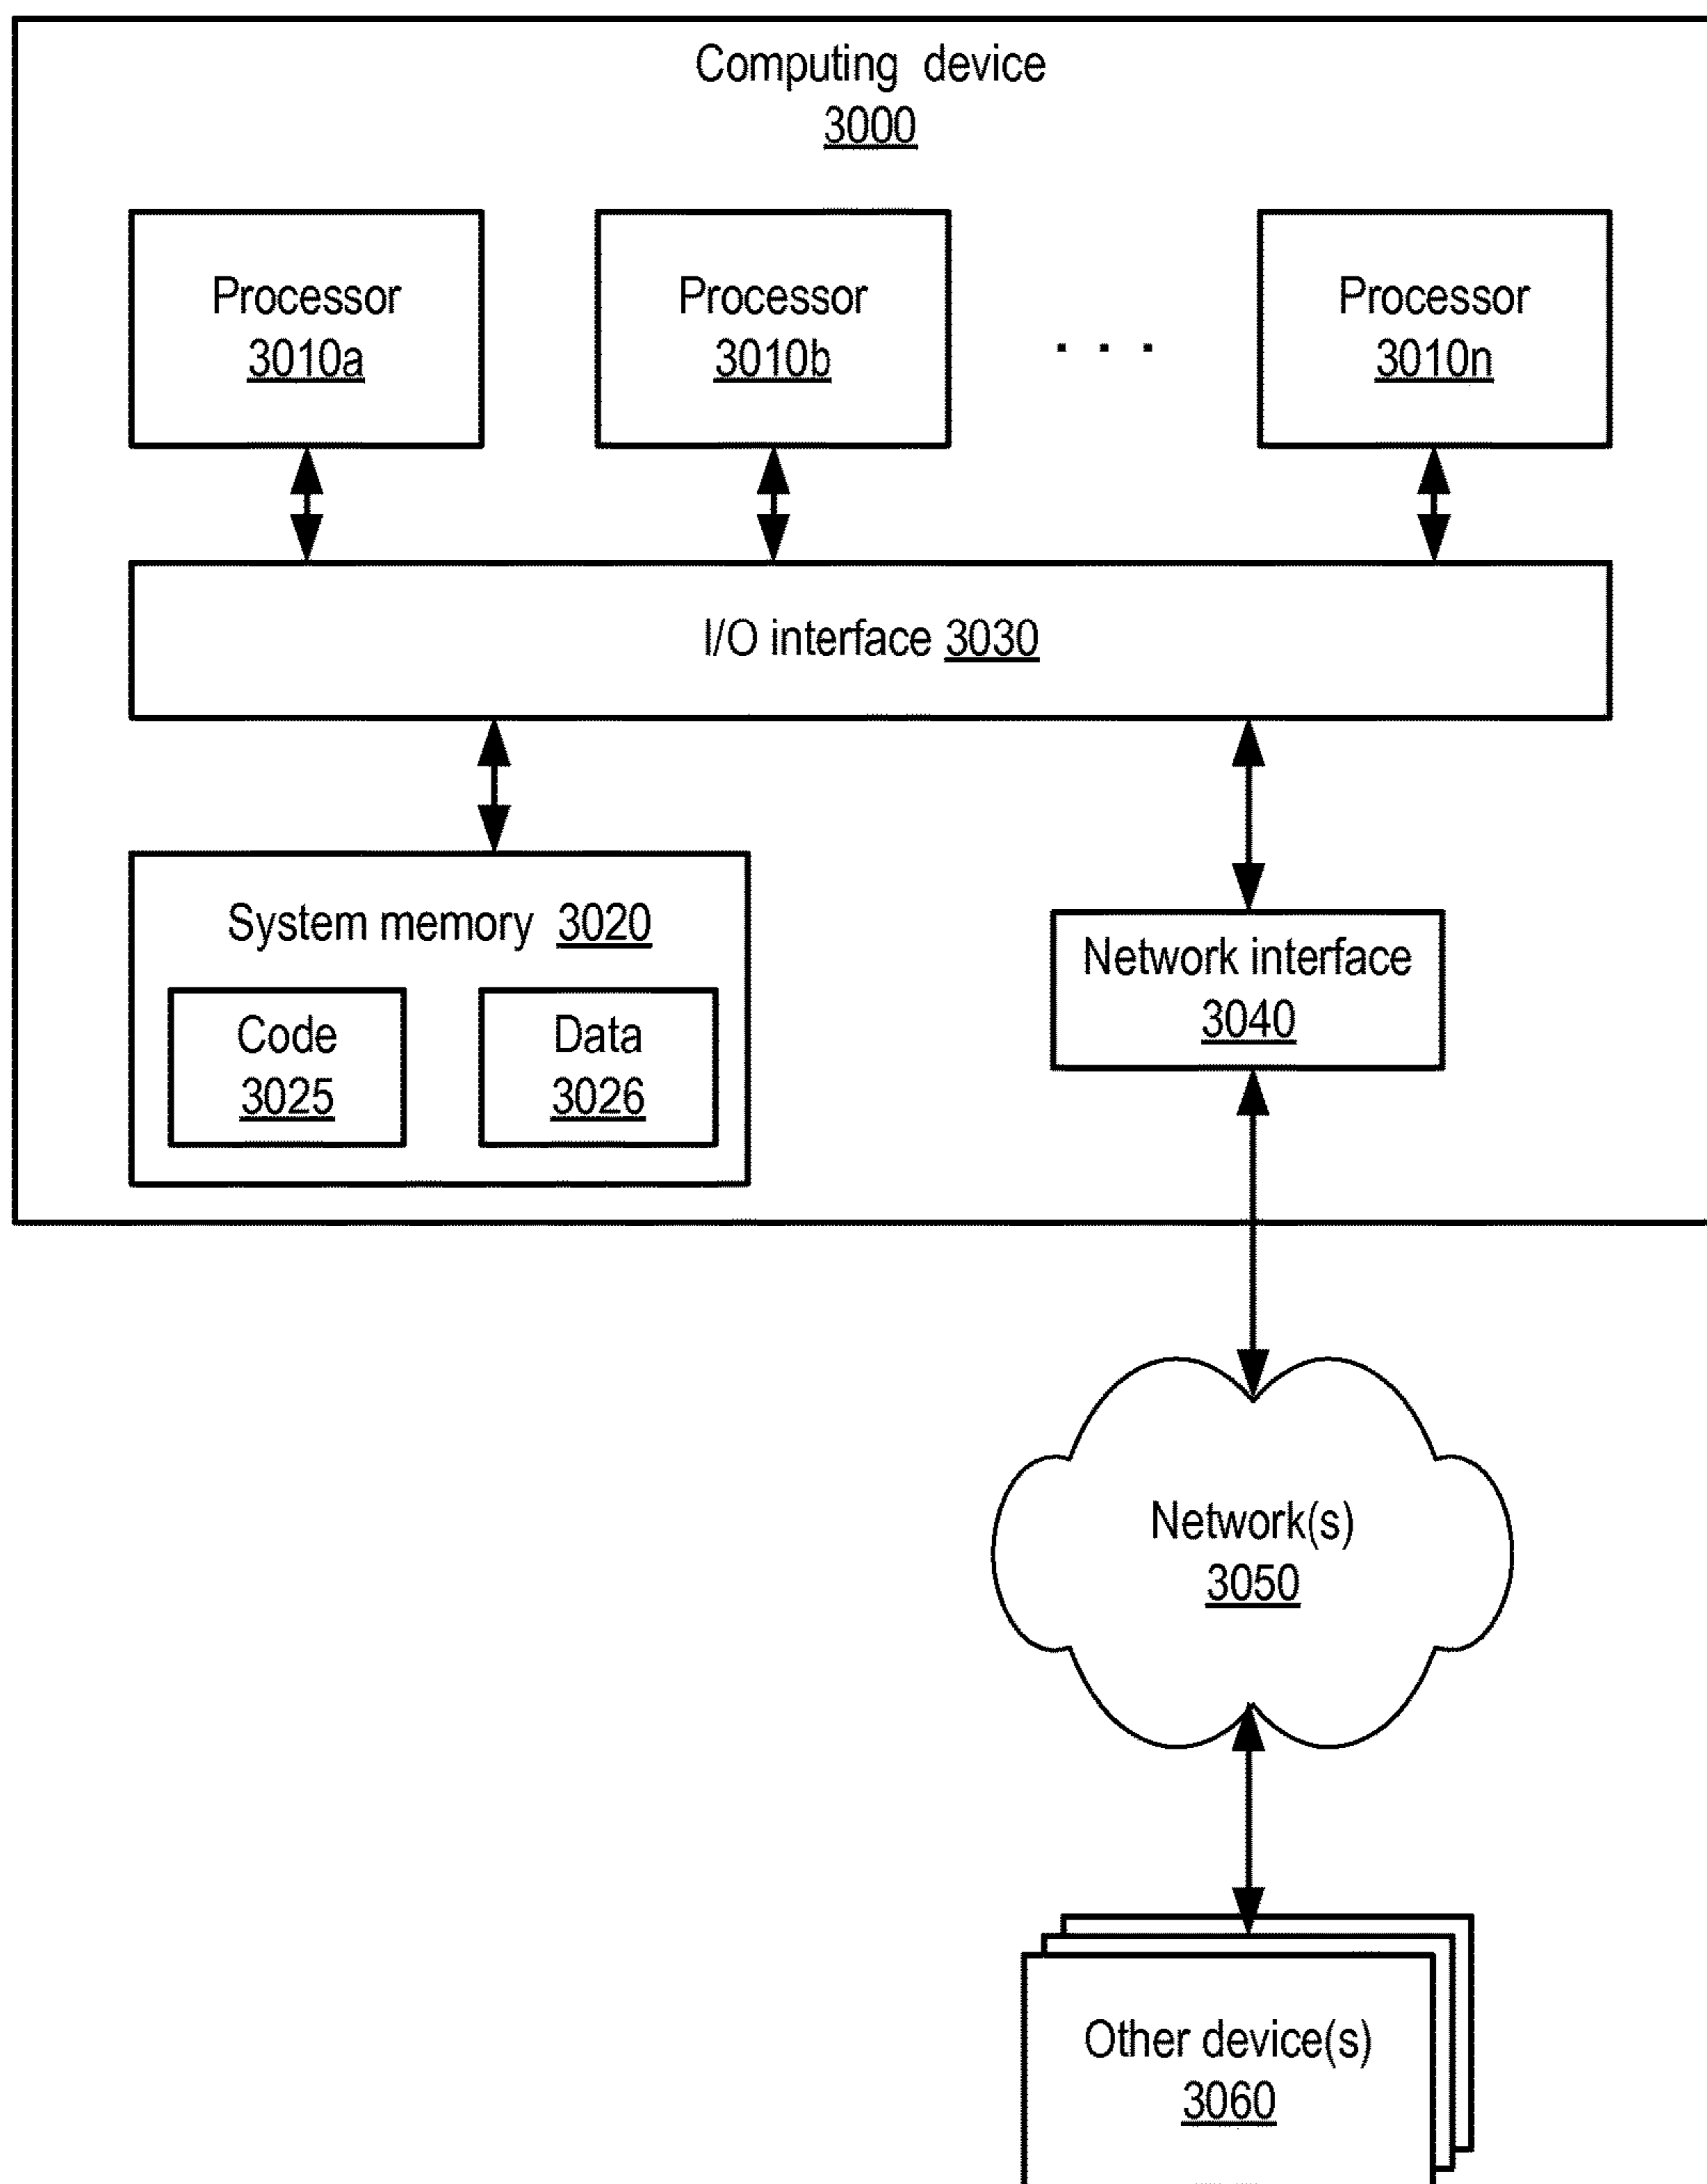 Computing device
3000
Processor
3010a
Processor
3010b
. . .
Processor
3010n
I/O interface 3030
System memory 3020
Code
3025
Data
3026
Network interface
3040
Network(s)
3050
Other device(s)
3060